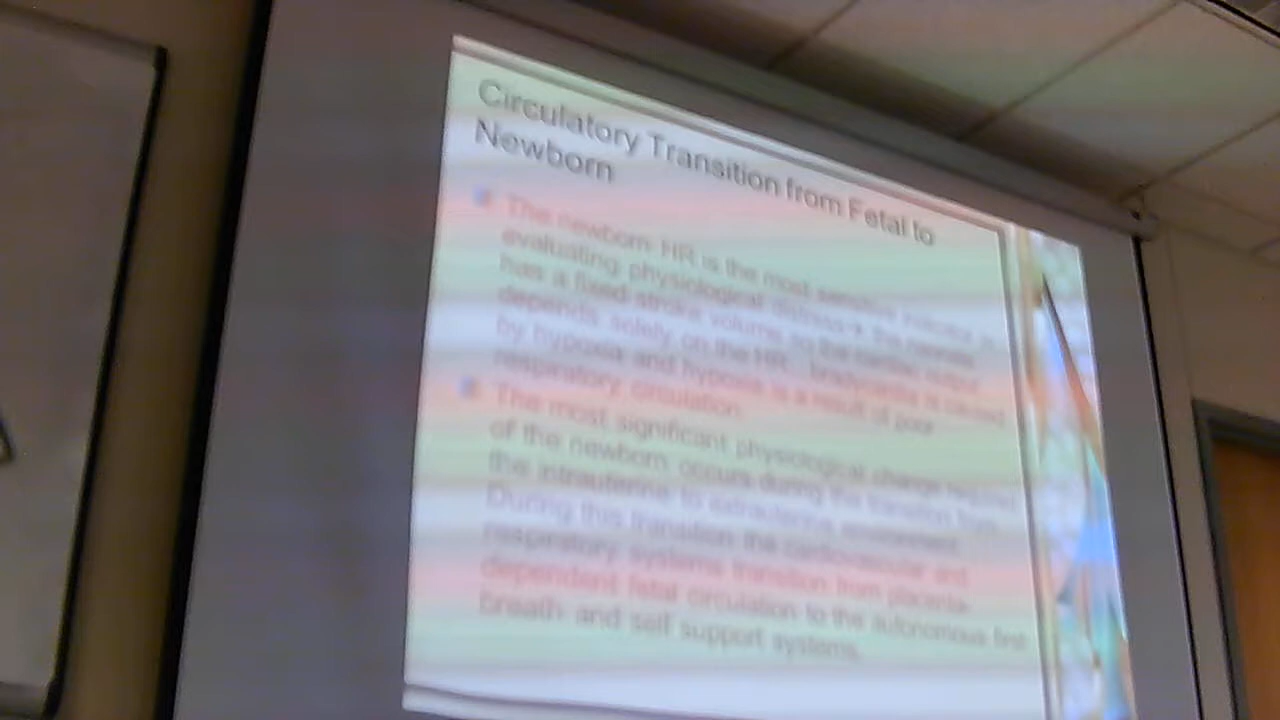 Circulatory Transition from Fetal to
Newborn
The newborn HR is the most sensitive indicator in
evaluating physiological distress→ the neonate
has a fixed stroke volume, so the cardiac output
depends solely on the HR. bradycardia is caused
by hypoxia and hypoxia is a result of poor
respiratory circulation.
The most significant physiological change required
of the newborn occurs during the transition from
the intrauterine to extrauterine environment.
During this transition the cardiovascular and
respiratory systems transition from placenta-
dependent fetal circulation to the autonomous first
breath and self support systems.